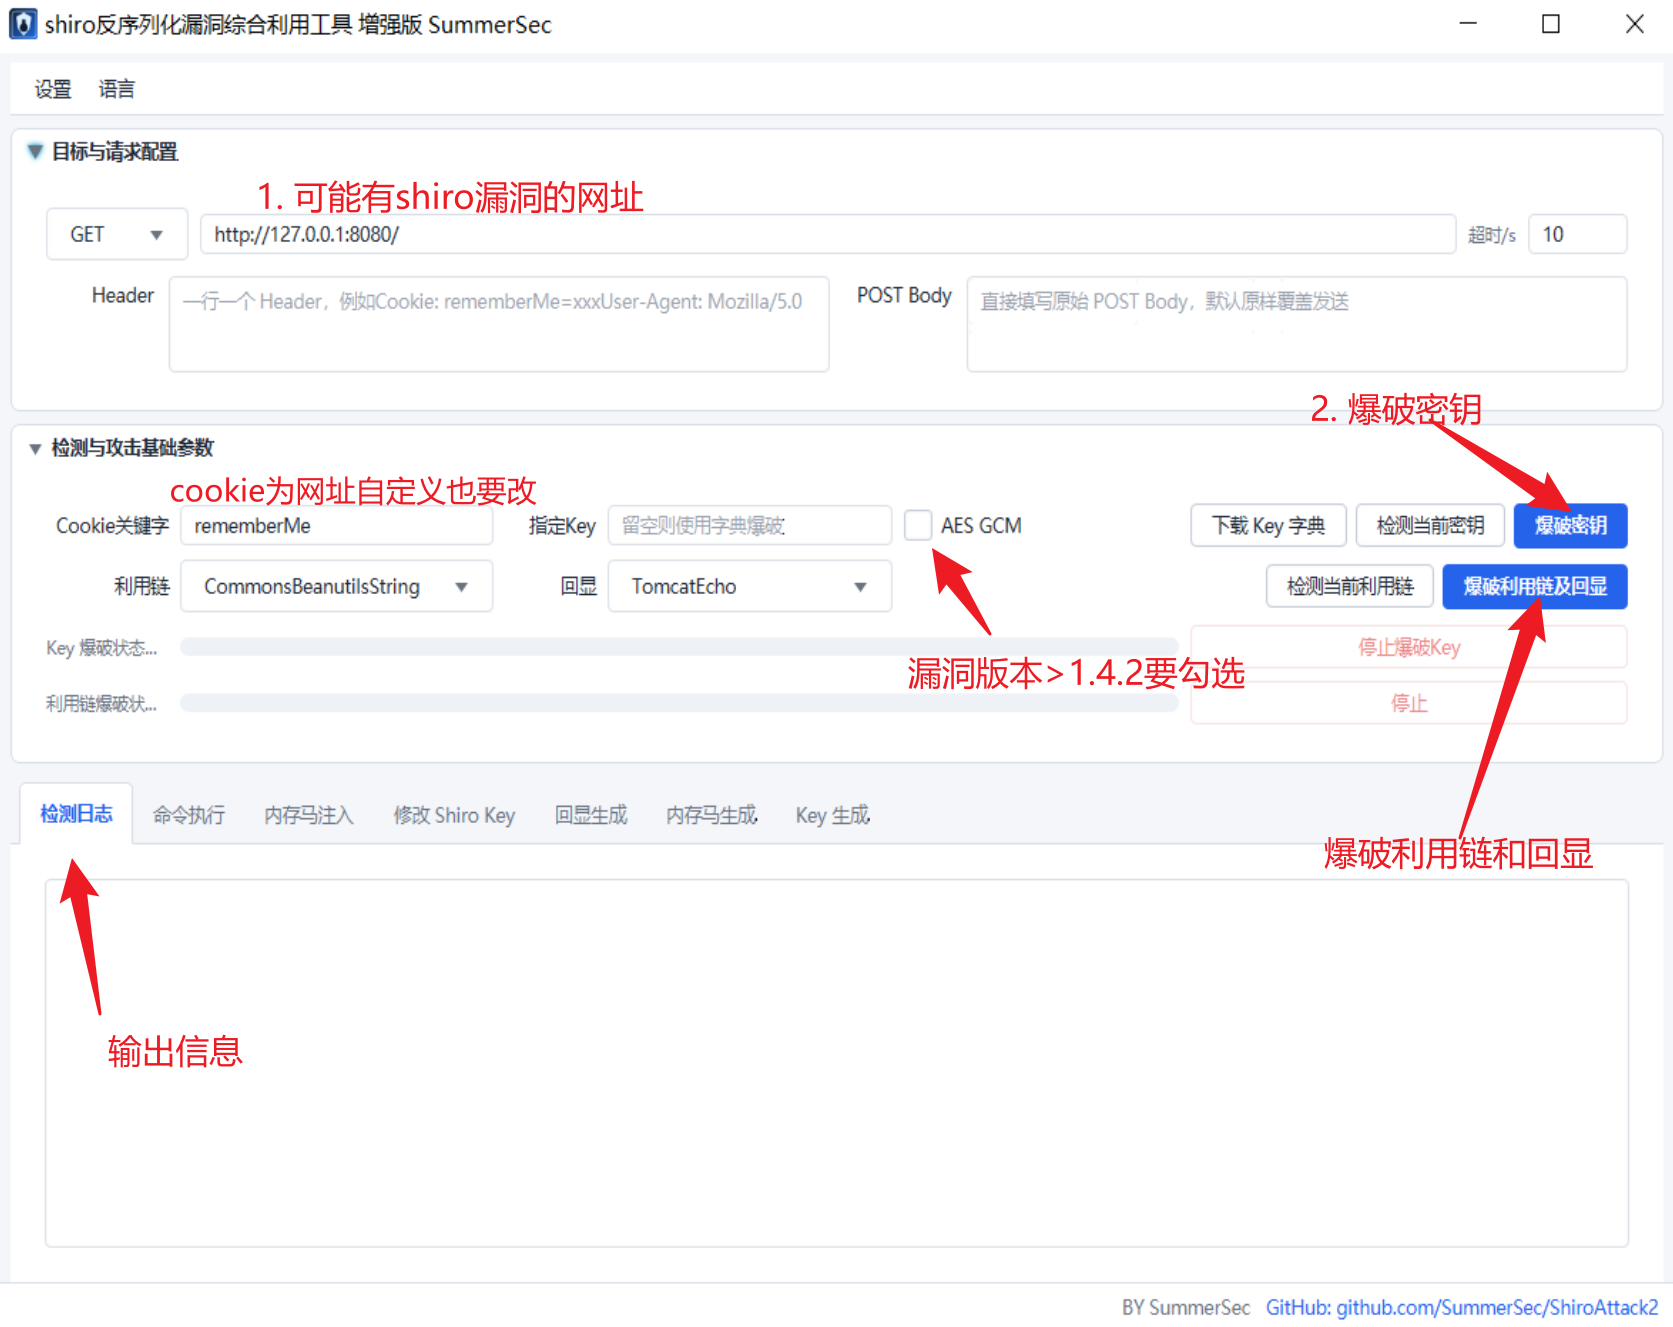 shiro反序列化漏洞综合利用工具 增强版 SummerSec
设置 语言
目标与请求配置
1. 可能有shiro漏洞的网址
GET http://127.0.0.1:8080/ 超时/s 10
Header 一行一个 Header，例如Cookie: rememberMe=xxxUser-Agent: Mozilla/5.0 POST Body 直接填写原始 POST Body，默认原样覆盖发送
2. 爆破密钥
检测与攻击基础参数
cookie为网址自定义也要改
Cookie关键字 rememberMe 指定Key 留空则使用字典爆破 AES GCM 下载 Key 字典 检测当前密钥 爆破密钥
利用链 CommonsBeanutilsString 回显 TomcatEcho 检测当前利用链 爆破利用链及回显
Key 爆破状态... 停止爆破Key
漏洞版本>1.4.2要勾选
利用链爆破状... 停止
检测日志 命令执行 内存马注入 修改 Shiro Key 回显生成 内存马生成 Key 生成
爆破利用链和回显
输出信息
BY SummerSec GitHub: github.com/SummerSec/ShiroAttack2